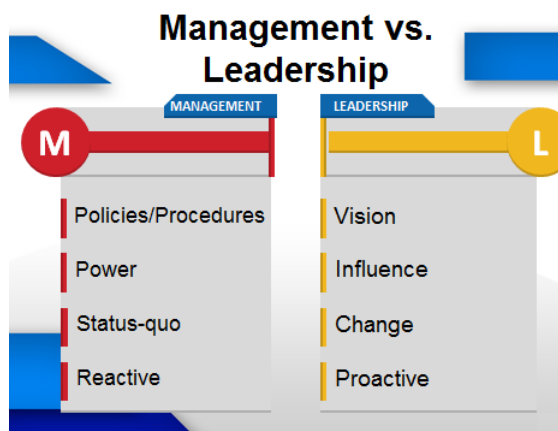 Management vs.
Leadership
MANAGEMENT
LEADERSHIP
M
L
Policies/Procedures
Power
Status-quo
Reactive
Vision
Influence
Change
Proactive